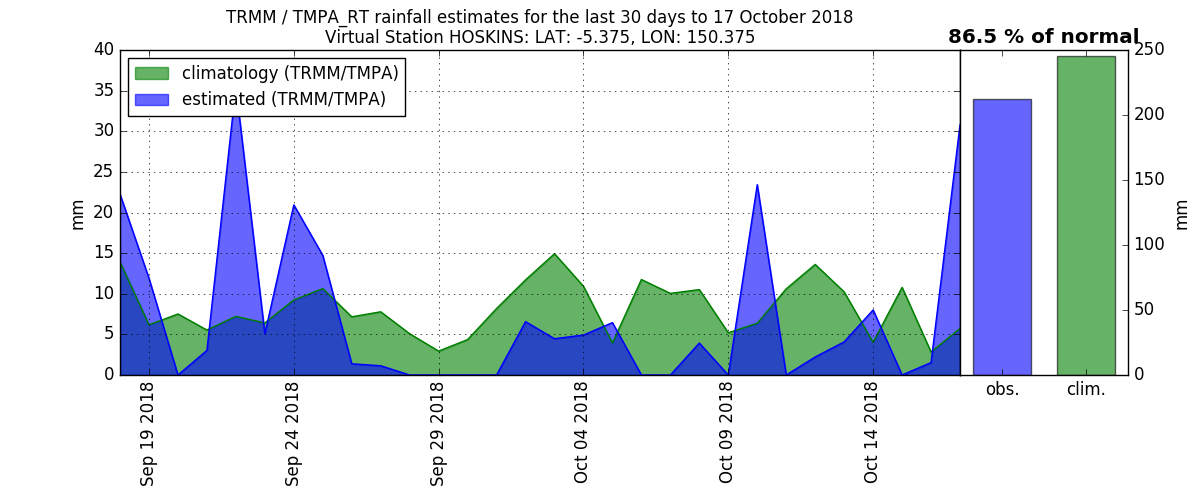 TRMM / TMPA_RT rainfall estimates for the last 30 days to 17 October 2018
Virtual Station HOSKINS: LAT: -5.375, LON: 150.375
86.5 % of normal
climatology (TRMM/TMPA)
estimated (TRMM/TMPA)
mm
40
35
30
25
20
15
10
5
0
Sep 19 2018
Sep 24 2018
Sep 29 2018
Oct 04 2018
Oct 09 2018
Oct 14 2018
250
200
150
100
50
0
mm
obs.
clim.